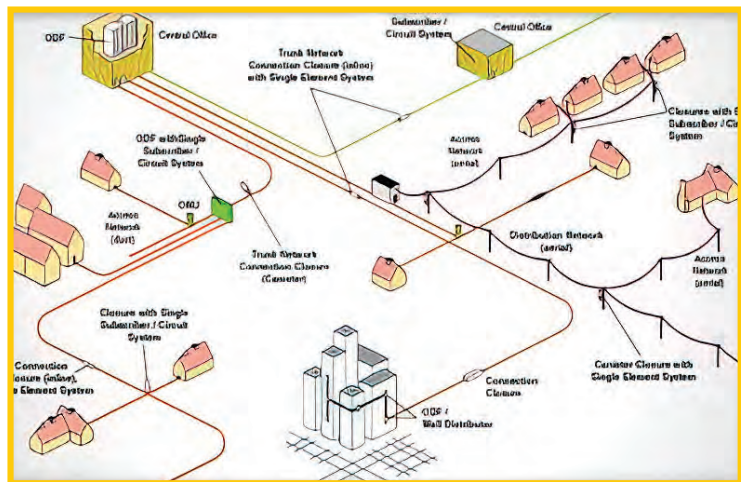 ODF
Central Office
Subscriber /
Circuit System
Central Office
Trunk Network
Connection Closure (inline)
with Single Element System
ODF with Single
Subscriber /
Circuit System
Access
Network
(aerial)
Closure with
Subscriber /
System
Access
Network
(duct)
Trunk Network
Connection Closure
(Canister)
Distribution Network
(aerial)
Access
Network
(aerial)
Closure with Single
Subscriber / Circuit
System
Connection
(inline),
Element System
Connection
Closure
ODF /
Wall Distributor
Canister Closure with
Single Element System